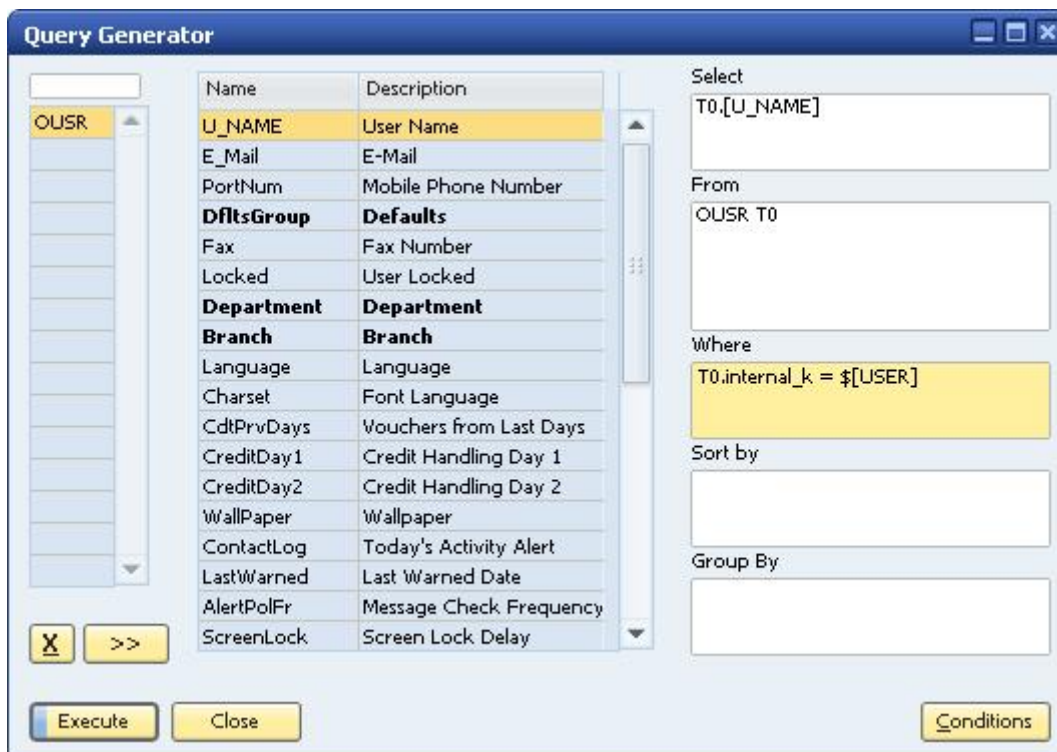 Query Generator
OUSR
Name Description
U_NAME User Name
E_Mail E-Mail
PortNum Mobile Phone Number
DfltsGroup Defaults
Fax Fax Number
Locked User Locked
Department Department
Branch Branch
Language Language
Charset Font Language
CdtPrvDays Vouchers from Last Days
CreditDay1 Credit Handling Day 1
CreditDay2 Credit Handling Day 2
WallPaper Wallpaper
ContactLog Today's Activity Alert
LastWarned Last Warned Date
AlertPolFr Message Check Frequency
ScreenLock Screen Lock Delay
Select
T0.[U_NAME]
From
OUSR T0
Where
T0.internal_k = $[USER]
Sort by
Group By
X >>
Execute Close Conditions